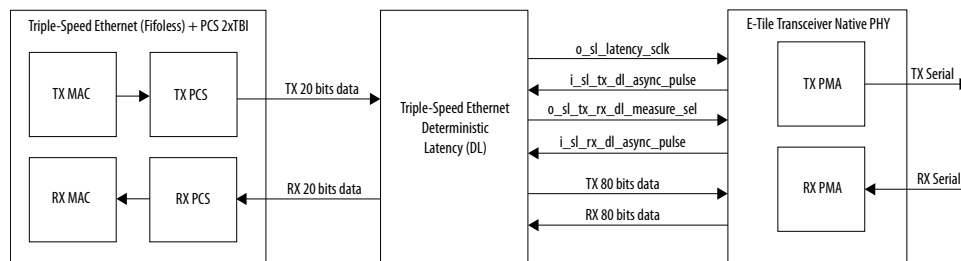 Triple-Speed Ethernet (Fifoless) + PCS 2xTBI
TX MAC
TX PCS
RX MAC
RX PCS
TX 20 bits data
RX 20 bits data
Triple-Speed Ethernet
Deterministic
Latency (DL)
o_sl_latency_sclk
i_sl_tx_dl_async_pulse
o_sl_tx_rx_dl_measure_sel
i_sl_rx_dl_async_pulse
TX 80 bits data
RX 80 bits data
E-Tile Transceiver Native PHY
TX PMA
RX PMA
TX Serial
RX Serial